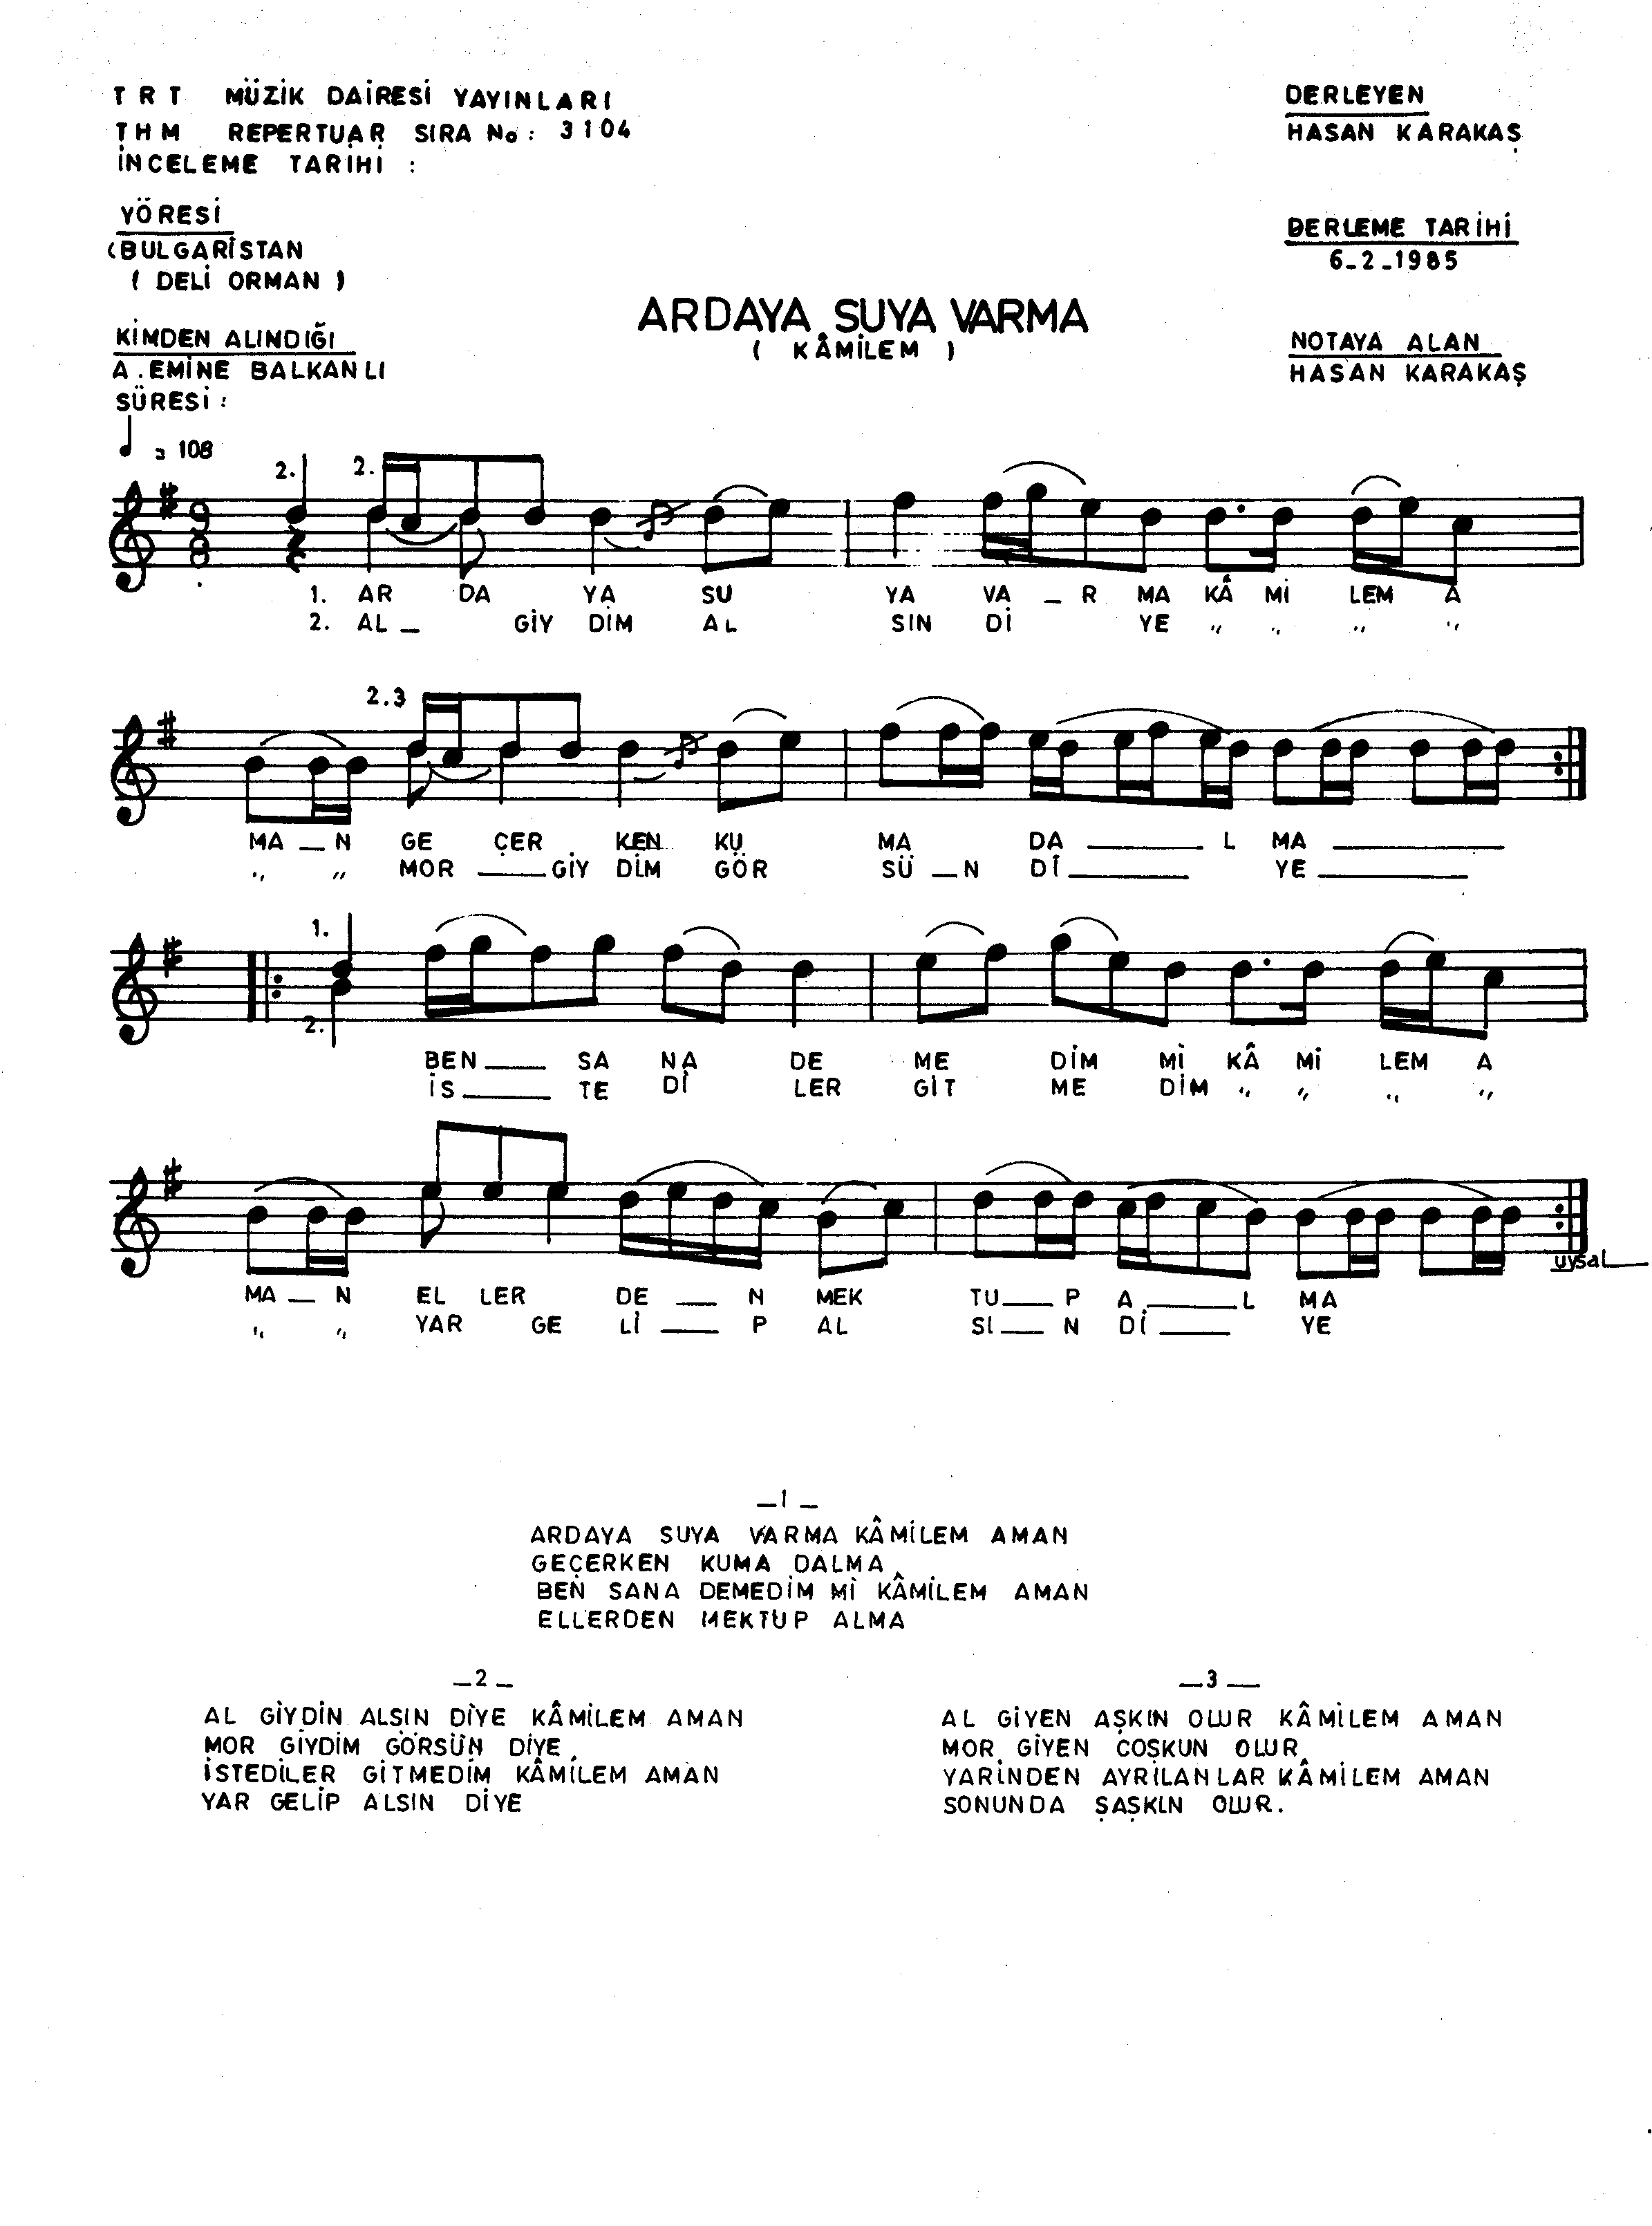 TRT MÜZİK DAİRESİ YAYINLARI
THM REPERTUAR SIRA No: 3104
İNCELEME TARİHİ :
YÖRESİ
(BULGARİSTAN
( DELİ ORMAN )
KİMDEN ALINDIĞI
A.EMİNE BALKANLI
SÜRESİ :
DERLEYEN
HASAN KARAKAŞ
DERLEME TARİHİ
6-2-1985
NOTAYA ALAN
HASAN KARAKAŞ
ARDAYA SUYA VARMA
( KÂMİLEM )
= 108
2. 2.
9
8
1. AR DA YA SU YA VA _ R MA KÂ Mİ LEM A
2. AL _ GİY DİM AL SIN Dİ YE " " " "
2.3
MA _ N GE ÇER KEN KU MA DA ___ L MA ___
" " MOR ___ GİY DİM GÖR SÜ _ N Dİ ___ YE ___
1.
2.
BEN ___ SA NA DE ME DİM Mİ KÂ Mİ LEM A
İS ___ TE Dİ LER GİT ME DİM " " " "
MA _ N EL LER DE _ N MEK TU _ P A ___ L MA
" " YAR GE Lİ ___ P AL SI _ N Dİ ___ YE
uysal
_1_
ARDAYA SUYA VARMA KÂMİLEM AMAN
GEÇERKEN KUMA DALMA
BEN SANA DEMEDİM Mİ KÂMİLEM AMAN
ELLERDEN MEKTUP ALMA
_2_
AL GİYDİN ALSIN DİYE KÂMİLEM AMAN
MOR GİYDİM GÖRSÜN DİYE
İSTEDİLER GİTMEDİM KÂMİLEM AMAN
YAR GELİP ALSIN DİYE
_3_
AL GİYEN AŞKIN OLUR KÂMİLEM AMAN
MOR GİYEN COŞKUN OLUR
YARİNDEN AYRILANLAR KÂMİLEM AMAN
SONUNDA ŞAŞKIN OLUR.